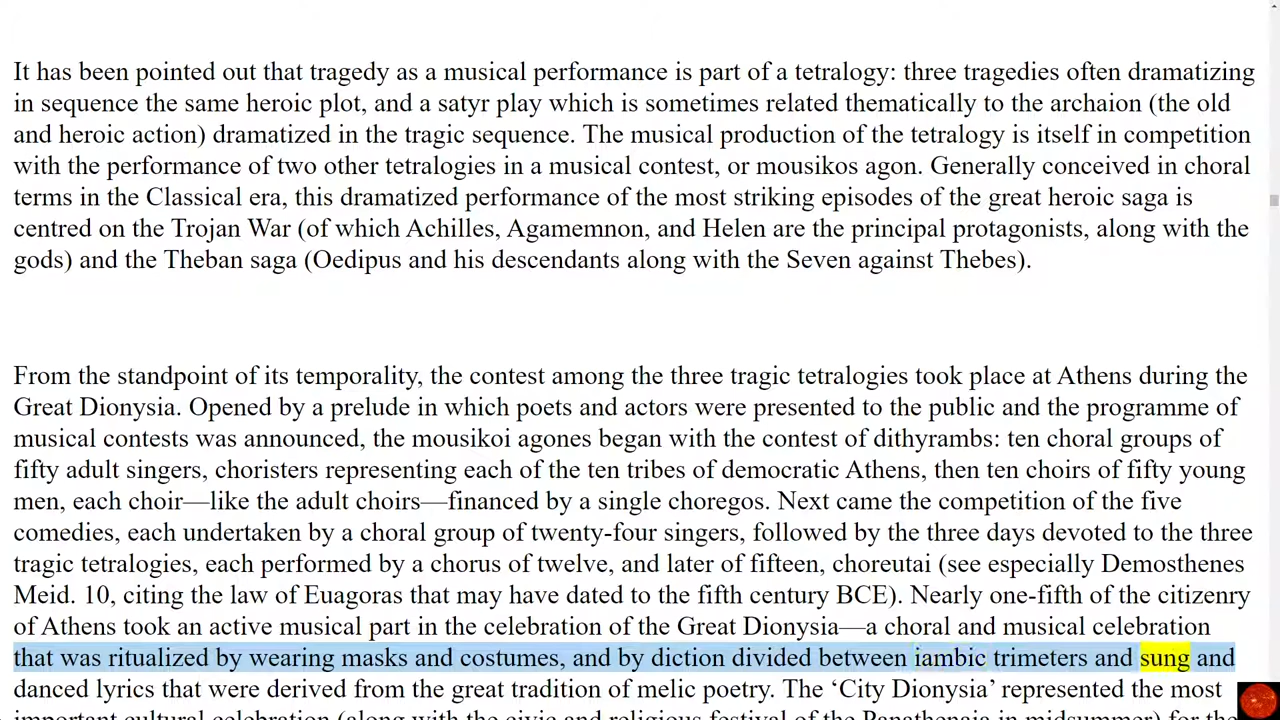 It has been pointed out that tragedy as a musical performance is part of a tetralogy: three tragedies often dramatizing
in sequence the same heroic plot, and a satyr play which is sometimes related thematically to the archaion (the old
and heroic action) dramatized in the tragic sequence. The musical production of the tetralogy is itself in competition
with the performance of two other tetralogies in a musical contest, or mousikos agon. Generally conceived in choral
terms in the Classical era, this dramatized performance of the most striking episodes of the great heroic saga is
centred on the Trojan War (of which Achilles, Agamemnon, and Helen are the principal protagonists, along with the
gods) and the Theban saga (Oedipus and his descendants along with the Seven against Thebes).
From the standpoint of its temporality, the contest among the three tragic tetralogies took place at Athens during the
Great Dionysia. Opened by a prelude in which poets and actors were presented to the public and the programme of
musical contests was announced, the mousikoi agones began with the contest of dithyrambs: ten choral groups of
fifty adult singers, choristers representing each of the ten tribes of democratic Athens, then ten choirs of fifty young
men, each choir—like the adult choirs—financed by a single choregos. Next came the competition of the five
comedies, each undertaken by a choral group of twenty-four singers, followed by the three days devoted to the three
tragic tetralogies, each performed by a chorus of twelve, and later of fifteen, choreutai (see especially Demosthenes
Meid. 10, citing the law of Euagoras that may have dated to the fifth century BCE). Nearly one-fifth of the citizenry
of Athens took an active musical part in the celebration of the Great Dionysia—a choral and musical celebration
that was ritualized by wearing masks and costumes, and by diction divided between iambic trimeters and sung and
danced lyrics that were derived from the great tradition of melic poetry. The ‘City Dionysia’ represented the most
important cultural celebration (along with the civic and religious festival of the Panathenaia in midsummer) for the